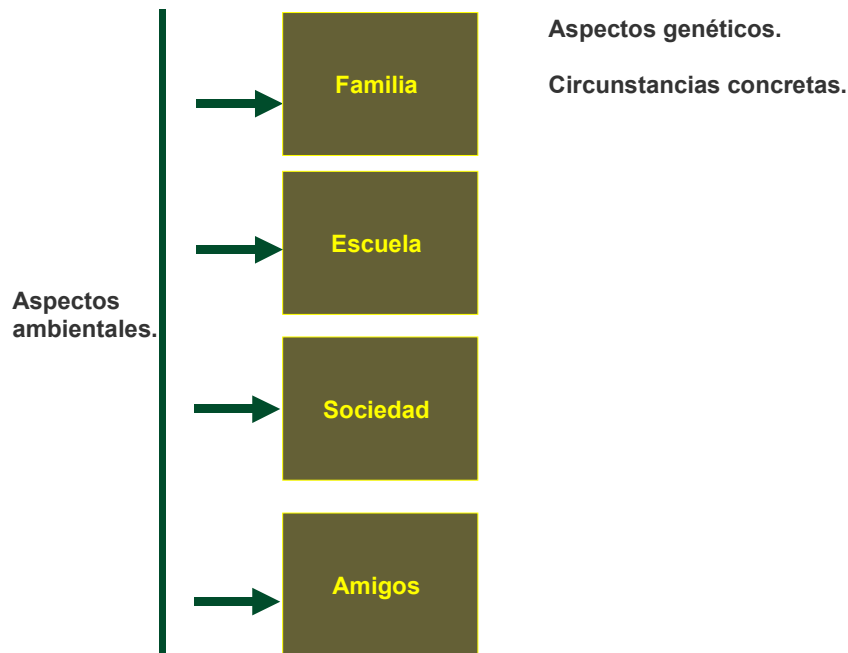 Familia
Aspectos genéticos.
Circunstancias concretas.
Escuela
Aspectos
ambientales.
Sociedad
Amigos